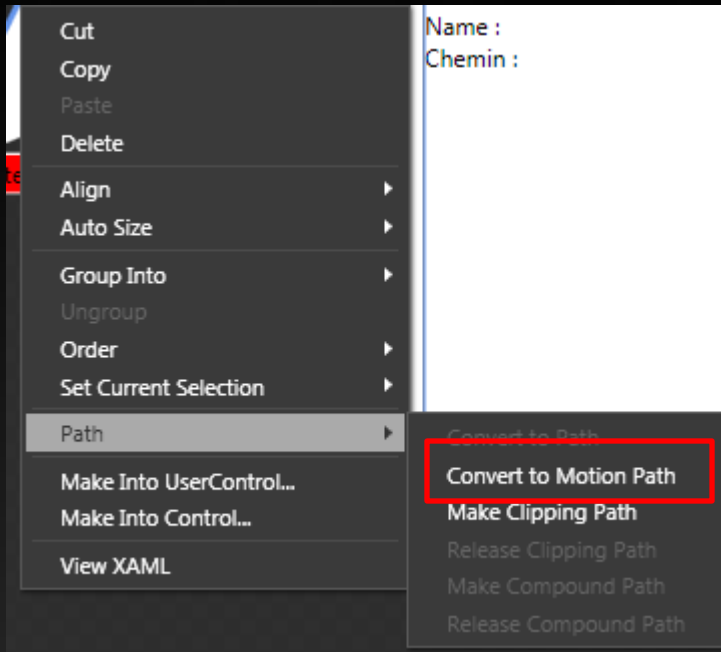 Cut
Copy
Paste
Delete
Align
Auto Size
Group Into
Ungroup
Order
Set Current Selection
Path
Make Into UserControl...
Make Into Control...
View XAML
Name :
Chemin :
Convert to Path
Convert to Motion Path
Make Clipping Path
Release Clipping Path
Make Compound Path
Release Compound Path